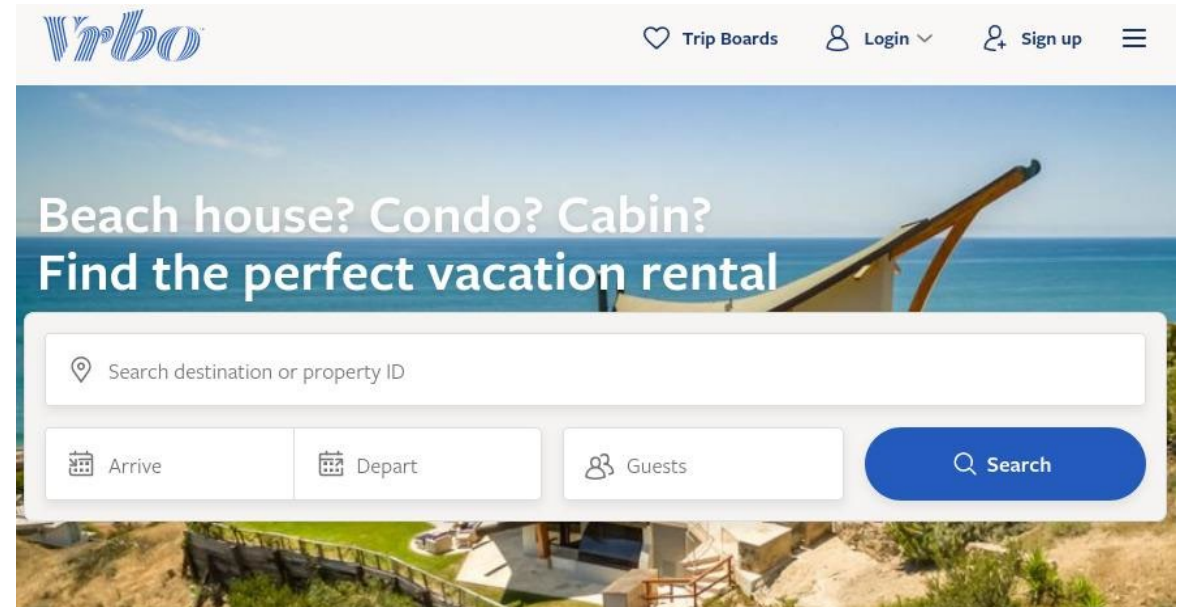 Vrbo
Trip Boards
Login
Sign up
Beach house? Condo? Cabin?
Find the perfect vacation rental
Search destination or property ID
Arrive
Depart
Guests
Search